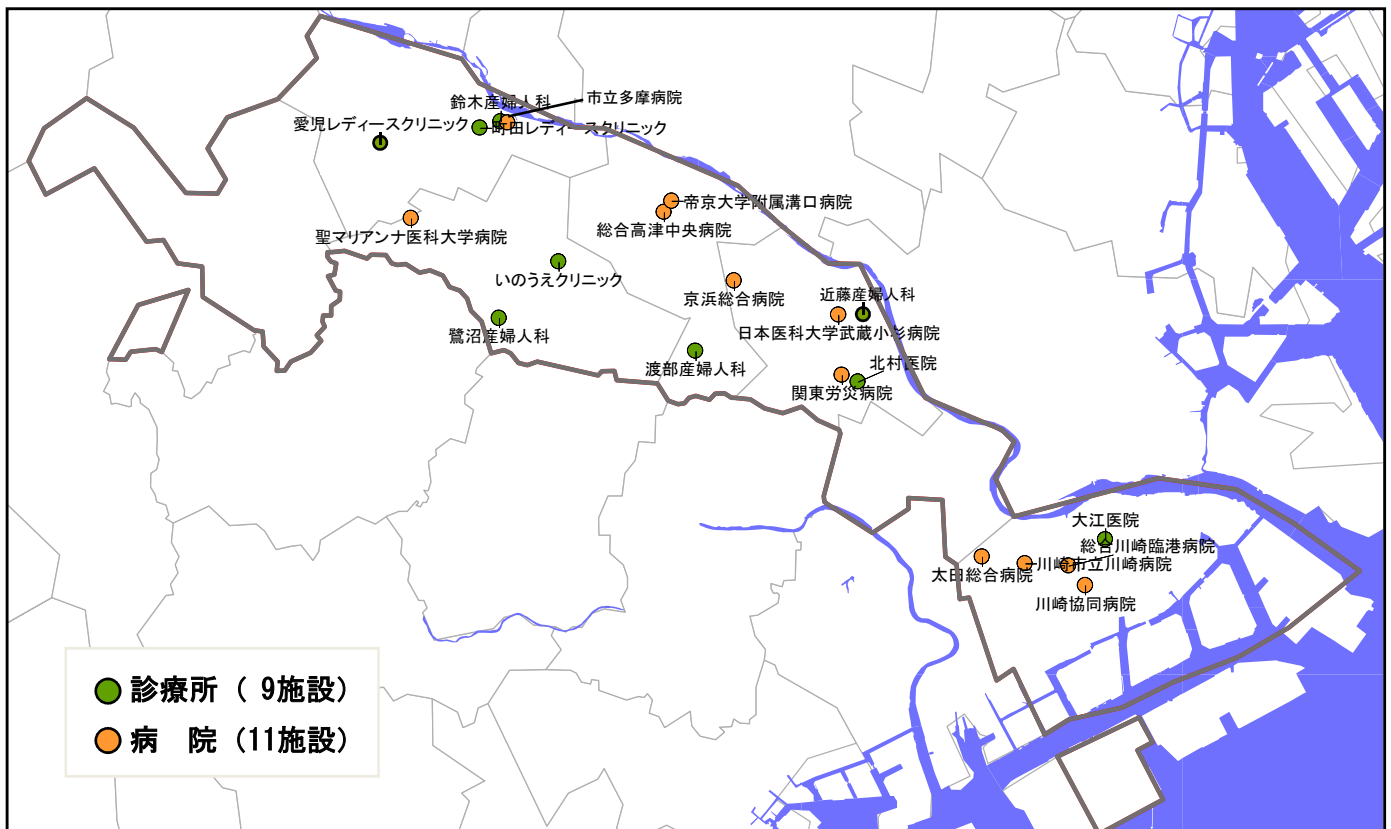 鈴木産婦人科
市立多摩病院
愛児レディースクリニック
町田レディースクリニック
帝京大学附属溝口病院
総合高津中央病院
聖マリアンナ医科大学病院
いのうえクリニック
京浜総合病院
近藤産婦人科
日本医科大学武蔵小杉病院
鷺沼産婦人科
渡部産婦人科
北村医院
関東労災病院
大江医院
総合川崎臨港病院
川崎市立川崎病院
太田総合病院
川崎協同病院
診療所（ 9施設）
病　院（11施設）